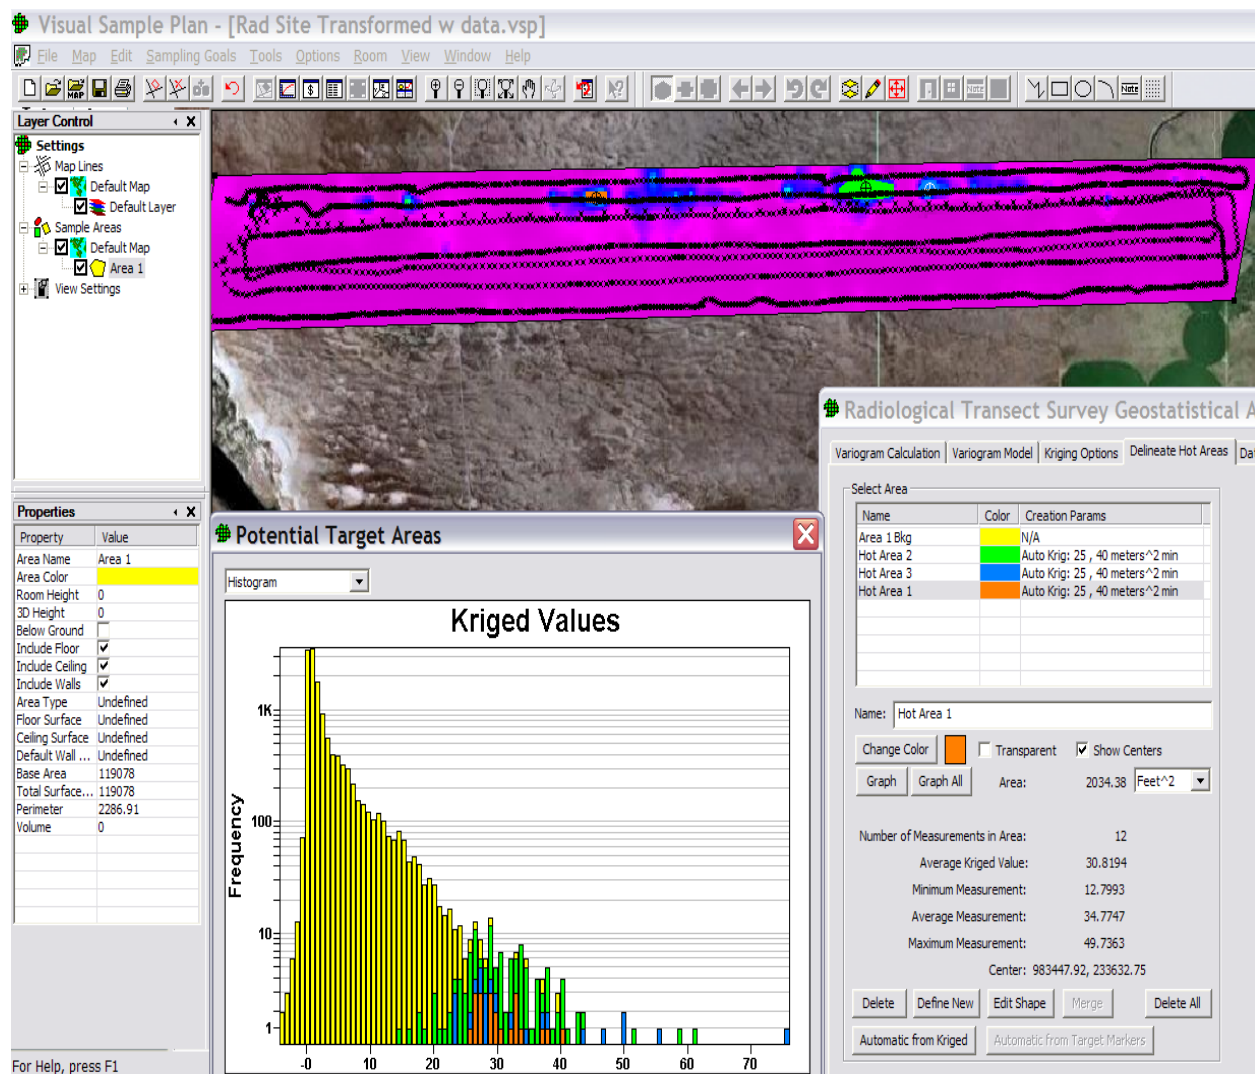 Visual Sample Plan - [Rad Site Transformed w data.vsp]
File Map Edit Sampling Goals Tools Options Room View Window Help
MAP
Note
Note
Layer Control
Settings
Map Lines
Default Map
Default Layer
Sample Areas
Default Map
Area 1
View Settings
Properties
Property Value
Area Name Area 1
Area Color
Room Height 0
3D Height 0
Below Ground
Include Floor
Include Ceiling
Include Walls
Area Type Undefined
Floor Surface Undefined
Ceiling Surface Undefined
Default Wall ... Undefined
Base Area 119078
Total Surface... 119078
Perimeter 2286.91
Volume 0
For Help, press F1
Potential Target Areas
Histogram
Kriged Values
Frequency
1K
100
10
1
-0 10 20 30 40 50 60 70
Radiological Transect Survey Geostatistical A
Variogram Calculation Variogram Model Kriging Options Delineate Hot Areas Dat
Select Area
Name Color Creation Params
Area 1 Bkg N/A
Hot Area 2 Auto Krig: 25 , 40 meters^2 min
Hot Area 3 Auto Krig: 25 , 40 meters^2 min
Hot Area 1 Auto Krig: 25 , 40 meters^2 min
Name: Hot Area 1
Change Color Transparent Show Centers
Graph Graph All Area: 2034.38 Feet^2
Number of Measurements in Area: 12
Average Kriged Value: 30.8194
Minimum Measurement: 12.7993
Average Measurement: 34.7747
Maximum Measurement: 49.7363
Center: 983447.92, 233632.75
Delete Define New Edit Shape Merge Delete All
Automatic from Kriged Automatic from Target Markers